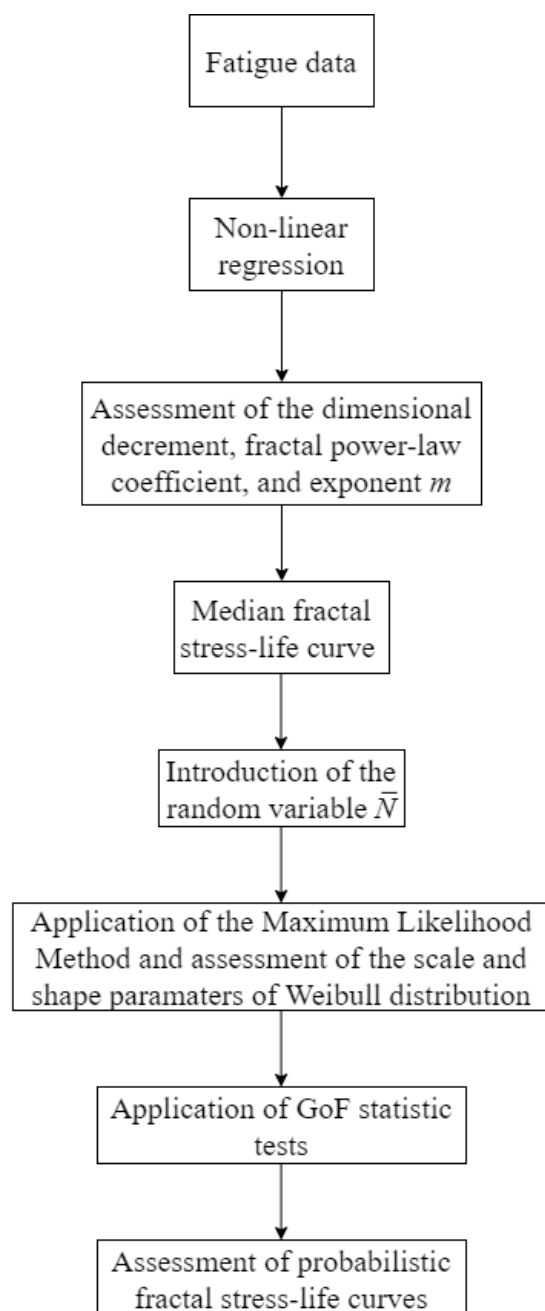 Fatigue data
Non-linear
regression
Assessment of the dimensional
decrement, fractal power-law
coefficient, and exponent m
Median fractal
stress-life curve
Introduction of the
random variable N̅
Application of the Maximum Likelihood
Method and assessment of the scale and
shape paramaters of Weibull distribution
Application of GoF statistic
tests
Assessment of probabilistic
fractal stress-life curves